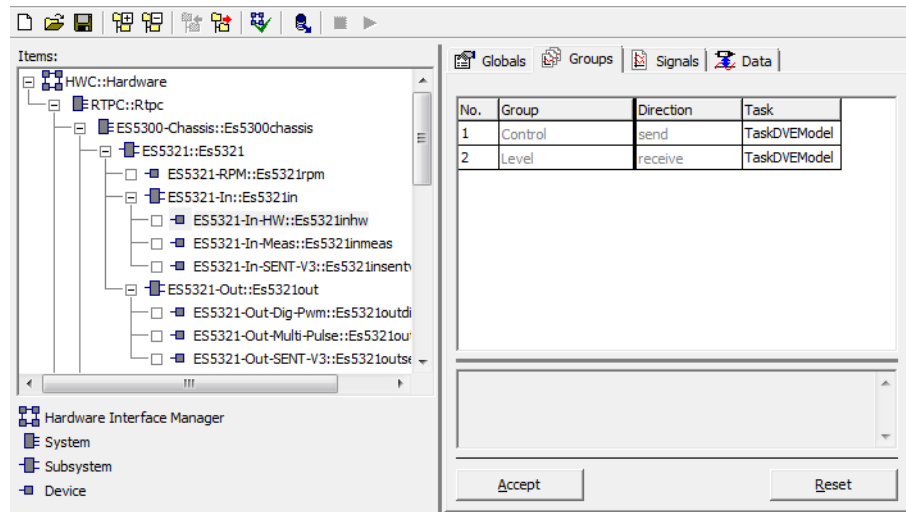 Items:
HWC::Hardware
RTPC::Rtpc
ES5300-Chassis::Es5300chassis
ES5321::Es5321
ES5321-RPM::Es5321rpm
ES5321-In::Es5321in
ES5321-In-HW::Es5321inhw
ES5321-In-Meas::Es5321inmeas
ES5321-In-SENT-V3::Es5321insentv
ES5321-Out::Es5321out
ES5321-Out-Dig-Pwm::Es5321outdi
ES5321-Out-Multi-Pulse::Es5321ou
ES5321-Out-SENT-V3::Es5321outse
Hardware Interface Manager
System
Subsystem
Device
Globals Groups Signals Data
No. Group Direction Task
1 Control send TaskDVEModel
2 Level receive TaskDVEModel
Accept Reset